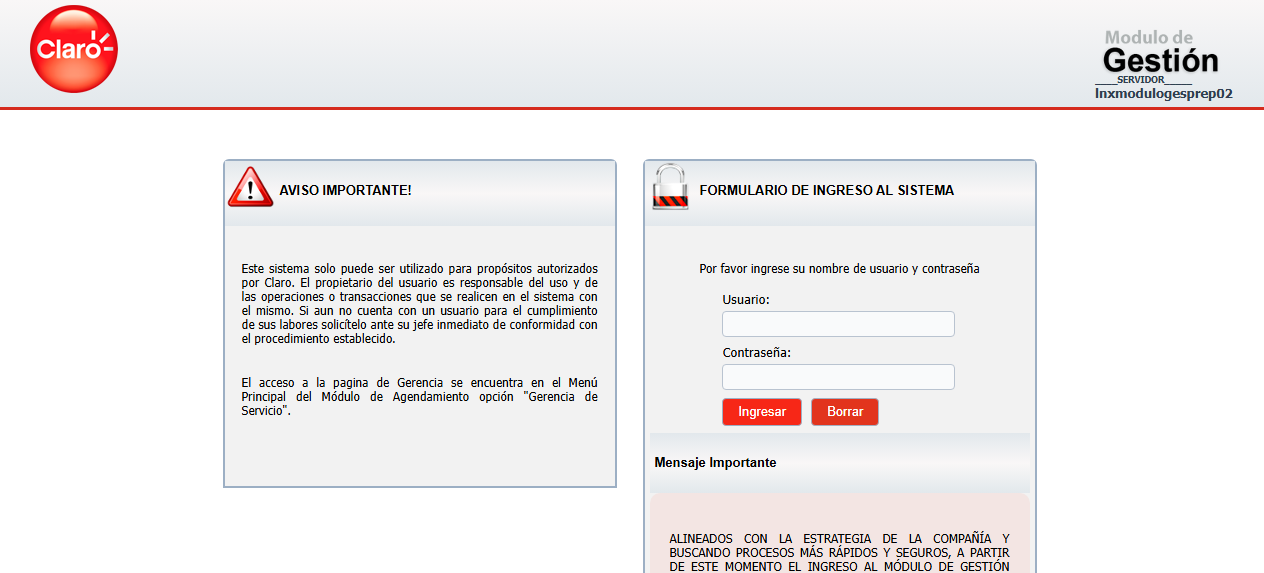 Claro
Modulo de
Gestión
____SERVIDOR_____
lnxmodulogesprep02
AVISO IMPORTANTE!
Este sistema solo puede ser utilizado para propósitos autorizados
por Claro. El propietario del usuario es responsable del uso y de
las operaciones o transacciones que se realicen en el sistema con
el mismo. Si aun no cuenta con un usuario para el cumplimiento
de sus labores solicítelo ante su jefe inmediato de conformidad con
el procedimiento establecido.
El acceso a la pagina de Gerencia se encuentra en el Menú
Principal del Módulo de Agendamiento opción "Gerencia de
Servicio".
FORMULARIO DE INGRESO AL SISTEMA
Por favor ingrese su nombre de usuario y contraseña
Usuario:
Contraseña:
Ingresar Borrar
Mensaje Importante
ALINEADOS CON LA ESTRATEGIA DE LA COMPAÑÍA Y
BUSCANDO PROCESOS MÁS RÁPIDOS Y SEGUROS, A PARTIR
DE ESTE MOMENTO EL INGRESO AL MÓDULO DE GESTIÓN